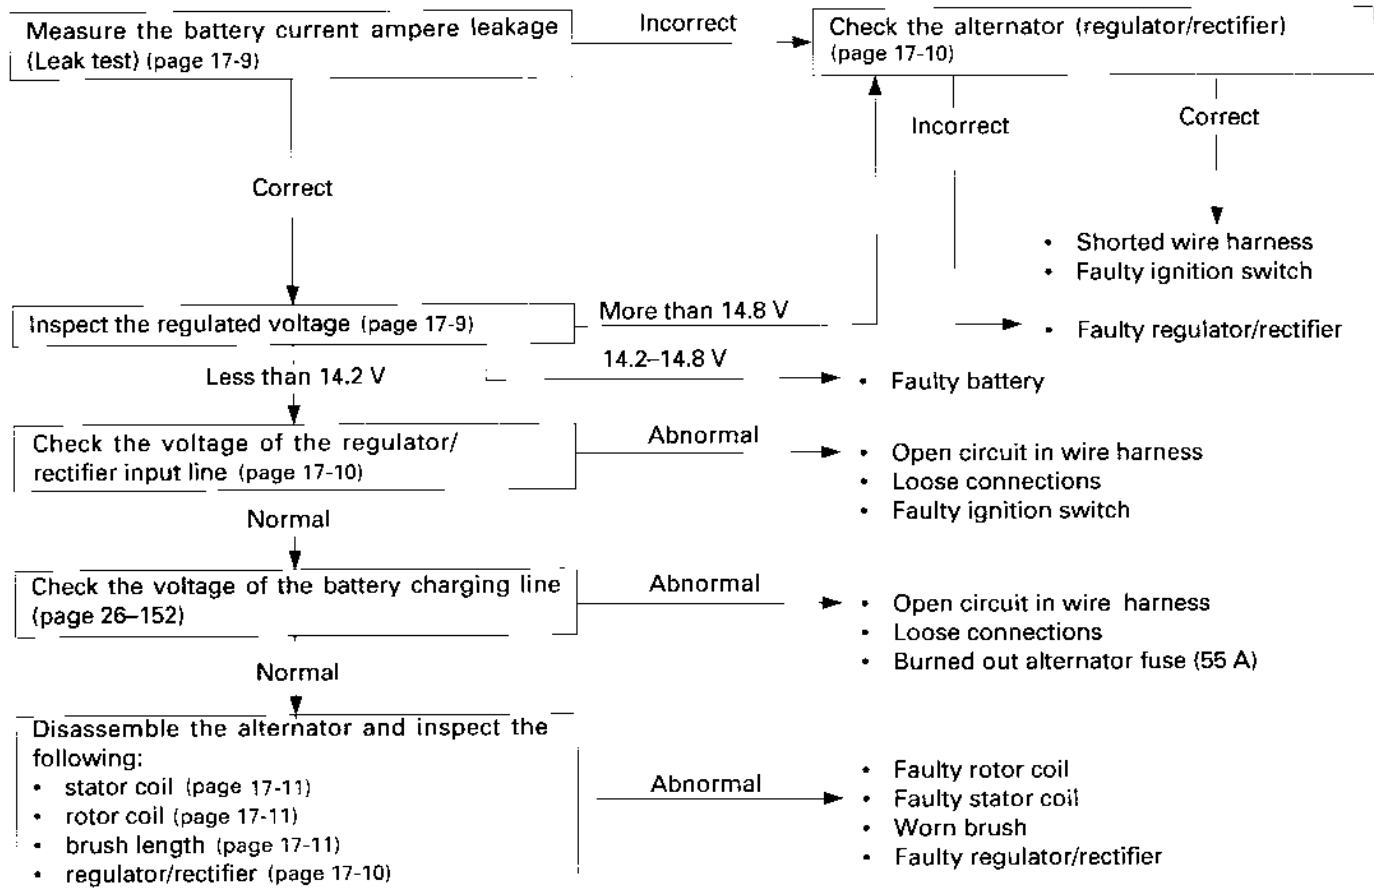 Measure the battery current ampere leakage
(Leak test) (page 17-9)
Incorrect
Check the alternator (regulator/rectifier)
(page 17-10)
Incorrect
Correct
Correct
• Shorted wire harness
• Faulty ignition switch
Inspect the regulated voltage (page 17-9)
More than 14.8 V
• Faulty regulator/rectifier
14.2–14.8 V
Less than 14.2 V
• Faulty battery
Check the voltage of the regulator/
rectifier input line (page 17-10)
Abnormal
• Open circuit in wire harness
• Loose connections
• Faulty ignition switch
Normal
Check the voltage of the battery charging line
(page 26–152)
Abnormal
• Open circuit in wire harness
• Loose connections
• Burned out alternator fuse (55 A)
Normal
Disassemble the alternator and inspect the
following:
• stator coil (page 17-11)
• rotor coil (page 17-11)
• brush length (page 17-11)
• regulator/rectifier (page 17-10)
Abnormal
• Faulty rotor coil
• Faulty stator coil
• Worn brush
• Faulty regulator/rectifier